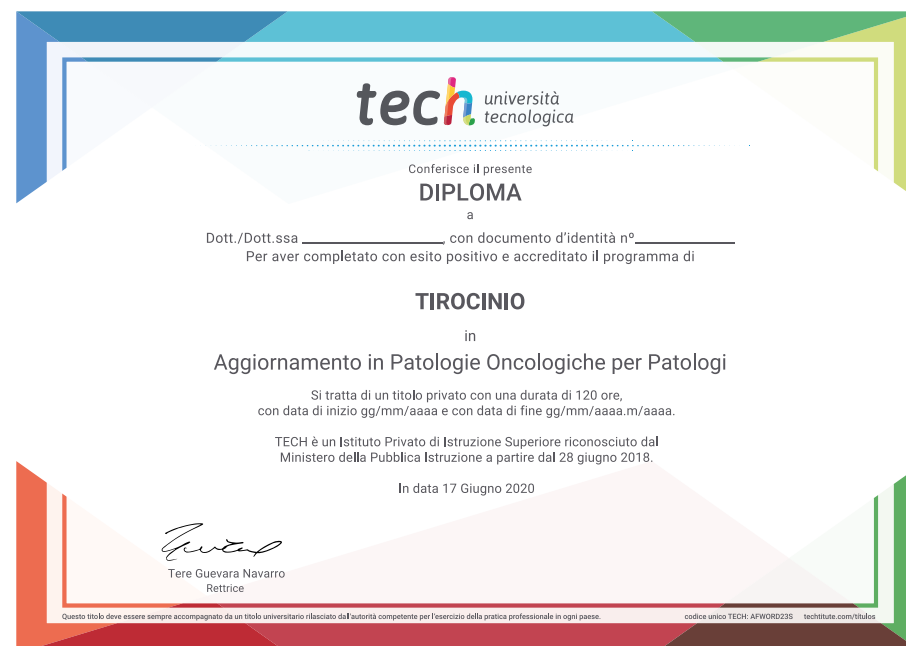 tech università
tecnologica
Conferisce il presente
DIPLOMA
a
Dott./Dott.ssa ____________________, con documento d'identità nº______________
Per aver completato con esito positivo e accreditato il programma di
TIROCINIO
in
Aggiornamento in Patologie Oncologiche per Patologi
Si tratta di un titolo privato con una durata di 120 ore,
con data di inizio gg/mm/aaaa e con data di fine gg/mm/aaaa.m/aaaa.
TECH è un Istituto Privato di Istruzione Superiore riconosciuto dal
Ministero della Pubblica Istruzione a partire dal 28 giugno 2018.
In data 17 Giugno 2020
Tere Guevara Navarro
Rettrice
Questo titolo deve essere sempre accompagnato da un titolo universitario rilasciato dall'autorità competente per l'esercizio della pratica professionale in ogni paese. codice unico TECH: AFWORD23S techtitute.com/titulos